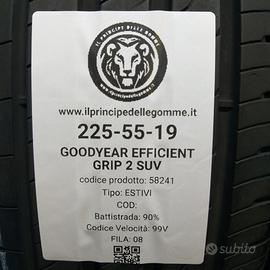 IL PRINCIPE DELLE GOMME
www.ilprincipedellegomme.it
225-55-19
GOODYEAR EFFICIENT
GRIP 2 SUV
codice prodotto: 58241
Tipo: ESTIVI
COD:
Battistrada: 90%
Codice Velocità: 99V
FILA: 08
subito